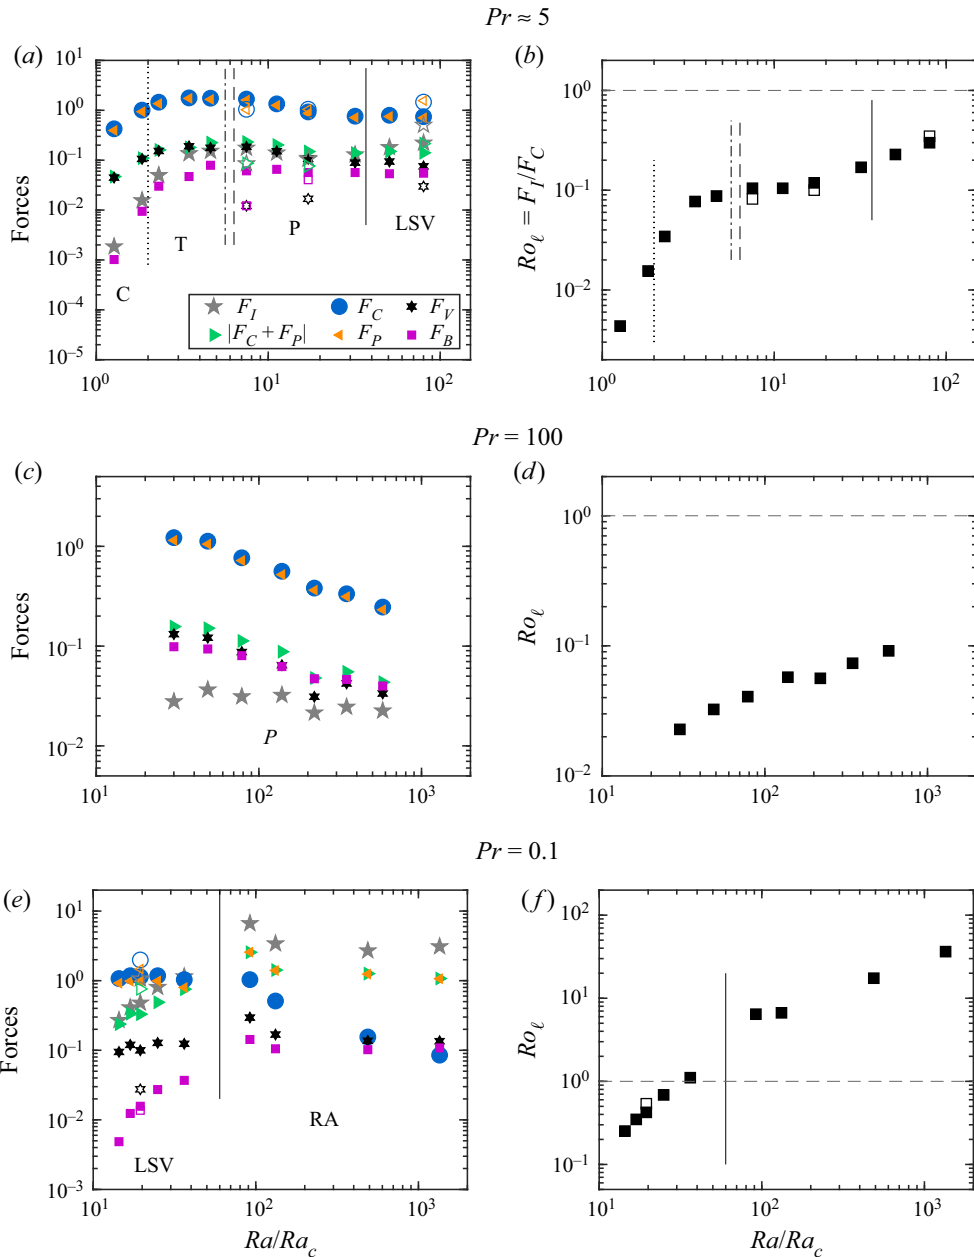 Pr ≈ 5
(a)
(b)
10^1
10^0
10^−1
10^−2
10^−3
10^−4
10^−5
Forces
T
P
LSV
C
F_I
F_C
F_V
|F_C + F_P|
F_P
F_B
10^0
10^1
10^2
10^0
10^−1
10^−2
Ro_ℓ = F_I/F_C
10^0
10^1
10^2
Pr = 100
(c)
(d)
10^0
10^−1
10^−2
Forces
P
10^1
10^2
10^3
10^0
10^−1
10^−2
Ro_ℓ
10^1
10^2
10^3
Pr = 0.1
(e)
(f)
10^1
10^0
10^−1
10^−2
10^−3
Forces
LSV
RA
10^1
10^2
10^3
Ra/Ra_c
10^2
10^1
10^0
10^−1
Ro_ℓ
10^1
10^2
10^3
Ra/Ra_c